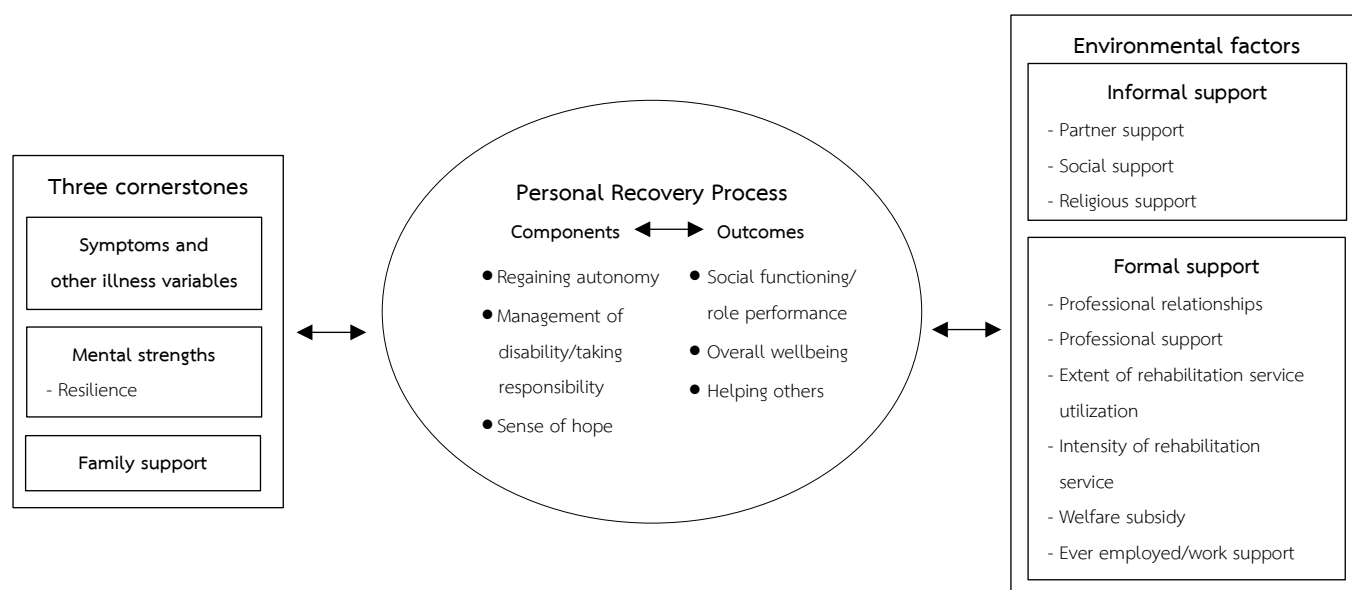 Three cornerstones
Symptoms and
other illness variables
Mental strengths
- Resilience
Family support
Personal Recovery Process
Components
Outcomes
● Regaining autonomy
● Management of
disability/taking
responsibility
● Sense of hope
● Social functioning/
role performance
● Overall wellbeing
● Helping others
Environmental factors
Informal support
- Partner support
- Social support
- Religious support
Formal support
- Professional relationships
- Professional support
- Extent of rehabilitation service
utilization
- Intensity of rehabilitation
service
- Welfare subsidy
- Ever employed/work support